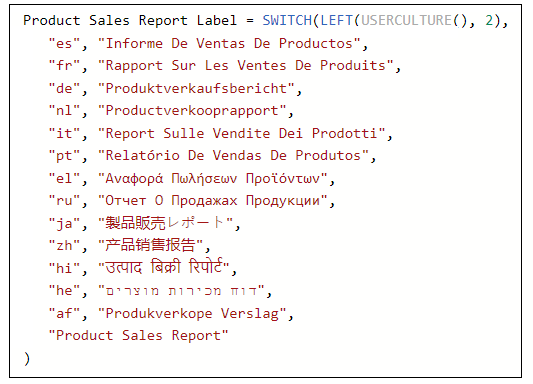 Product Sales Report Label = SWITCH(LEFT(USERCULTURE(), 2),
"es", "Informe De Ventas De Productos",
"fr", "Rapport Sur Les Ventes De Produits",
"de", "Produktverkaufsbericht",
"nl", "Productverkooprapport",
"it", "Report Sulle Vendite Dei Prodotti",
"pt", "Relatório De Vendas De Produtos",
"el", "Αναφορά Πωλήσεων Προϊόντων",
"ru", "Отчет О Продажах Продукции",
"ja", "製品販売レポート",
"zh", "产品销售报告",
"hi", "उत्पाद बिक्री रिपोर्ट",
"he", "דוח מכירות מוצרים",
"af", "Produkverkope Verslag",
"Product Sales Report"
)